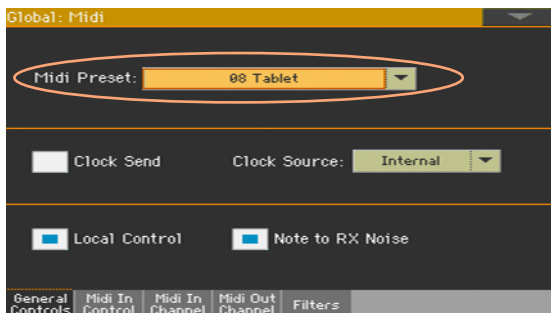 Global: Midi
Midi Preset: 08 Tablet
Clock Send Clock Source: Internal
Local Control Note to RX Noise
General Controls Midi In Control Midi In Channel Midi Out Channel Filters